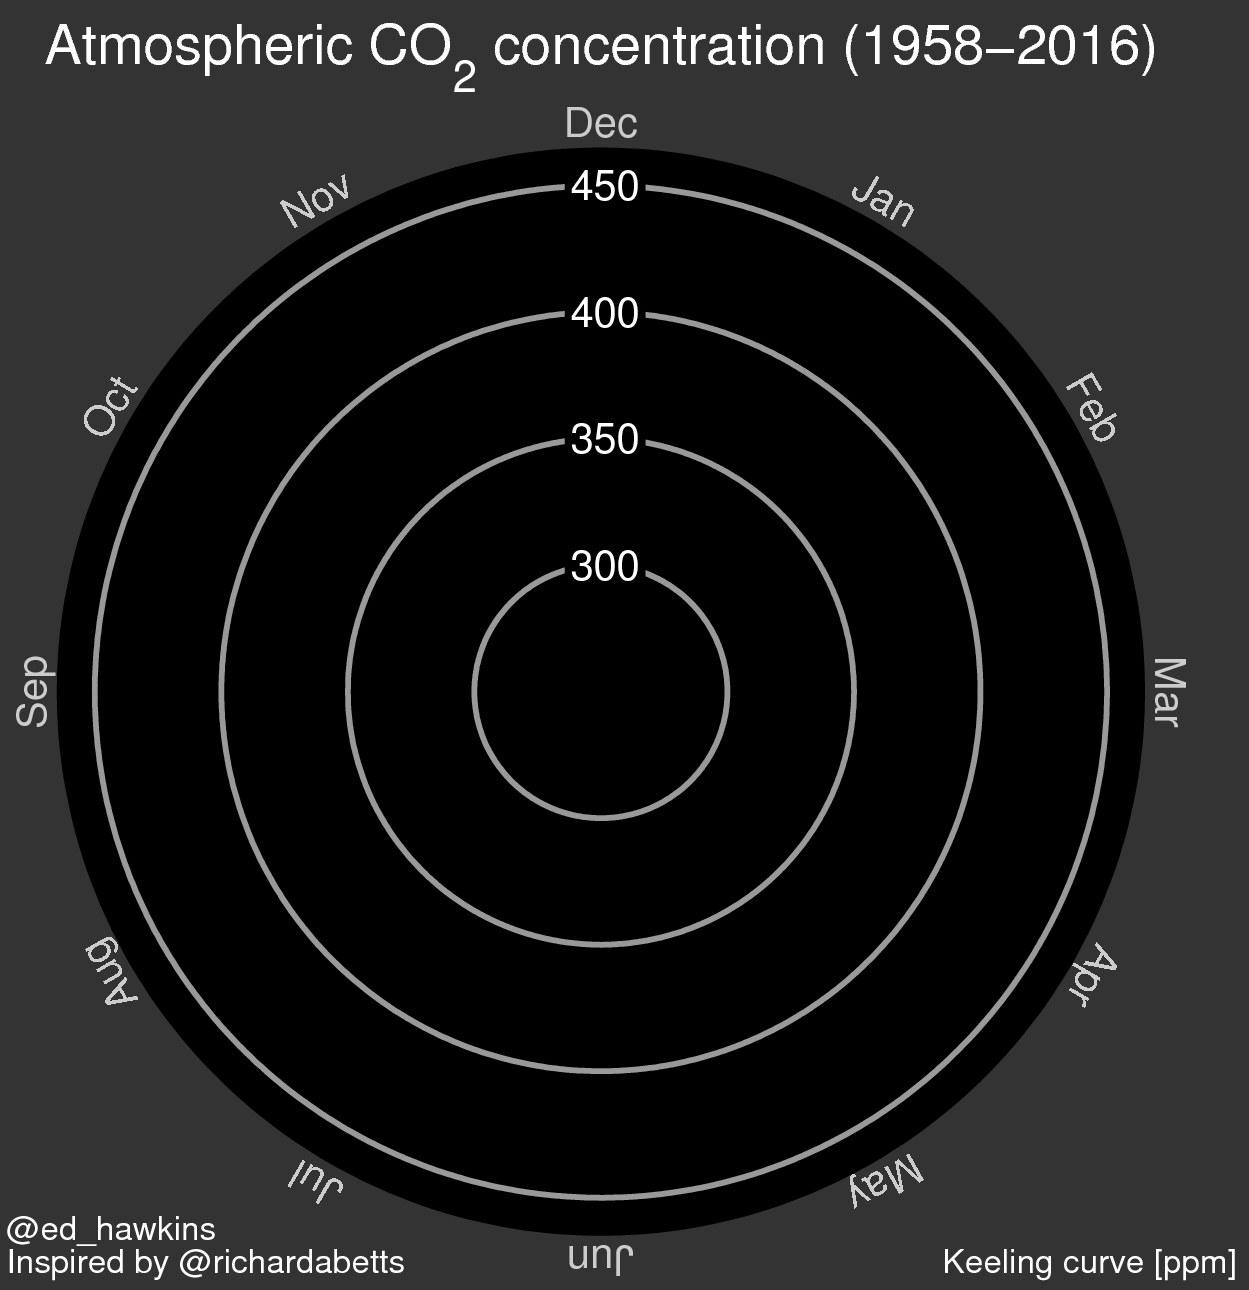 Atmospheric CO₂ concentration (1958–2016)
Dec
Nov
Jan
450
400
Oct
Feb
350
300
Sep
Mar
Aug
Apr
Jul
May
Jun
@ed_hawkins
Inspired by @richardabetts
Keeling curve [ppm]